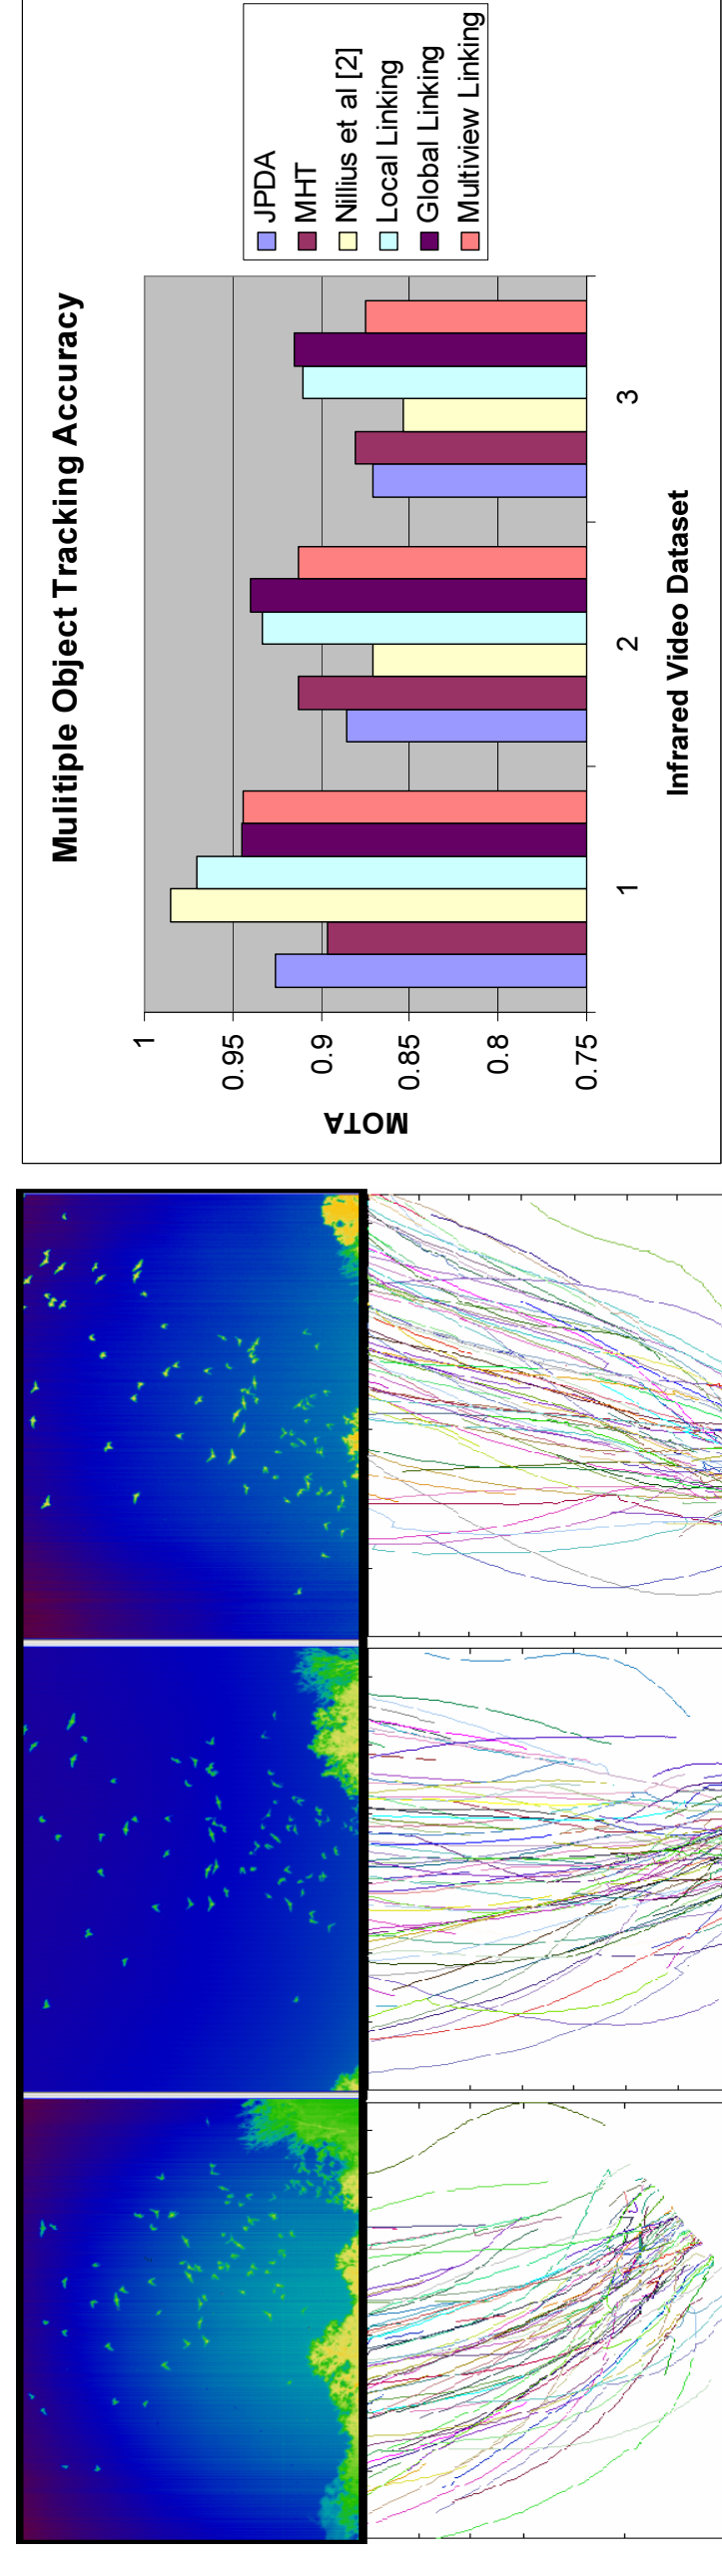 Mulitiple Object Tracking Accuracy
MOTA
1
0.95
0.9
0.85
0.8
0.75
1
2
3
Infrared Video Dataset
JPDA
MHT
Nillius et al [2]
Local Linking
Global Linking
Multiview Linking